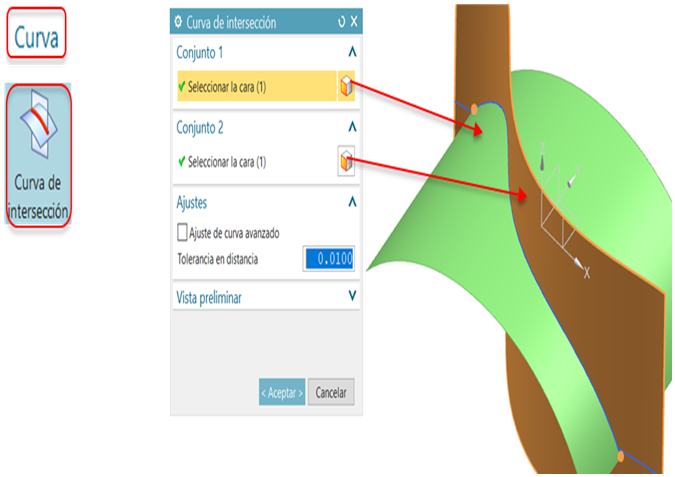 Curva
Curva de
intersección
Curva de intersección
Conjunto 1
Seleccionar la cara (1)
Conjunto 2
Seleccionar la cara (1)
Ajustes
Ajuste de curva avanzado
Tolerancia en distancia 0.0100
Vista preliminar
< Aceptar > Cancelar
Z
Y
X